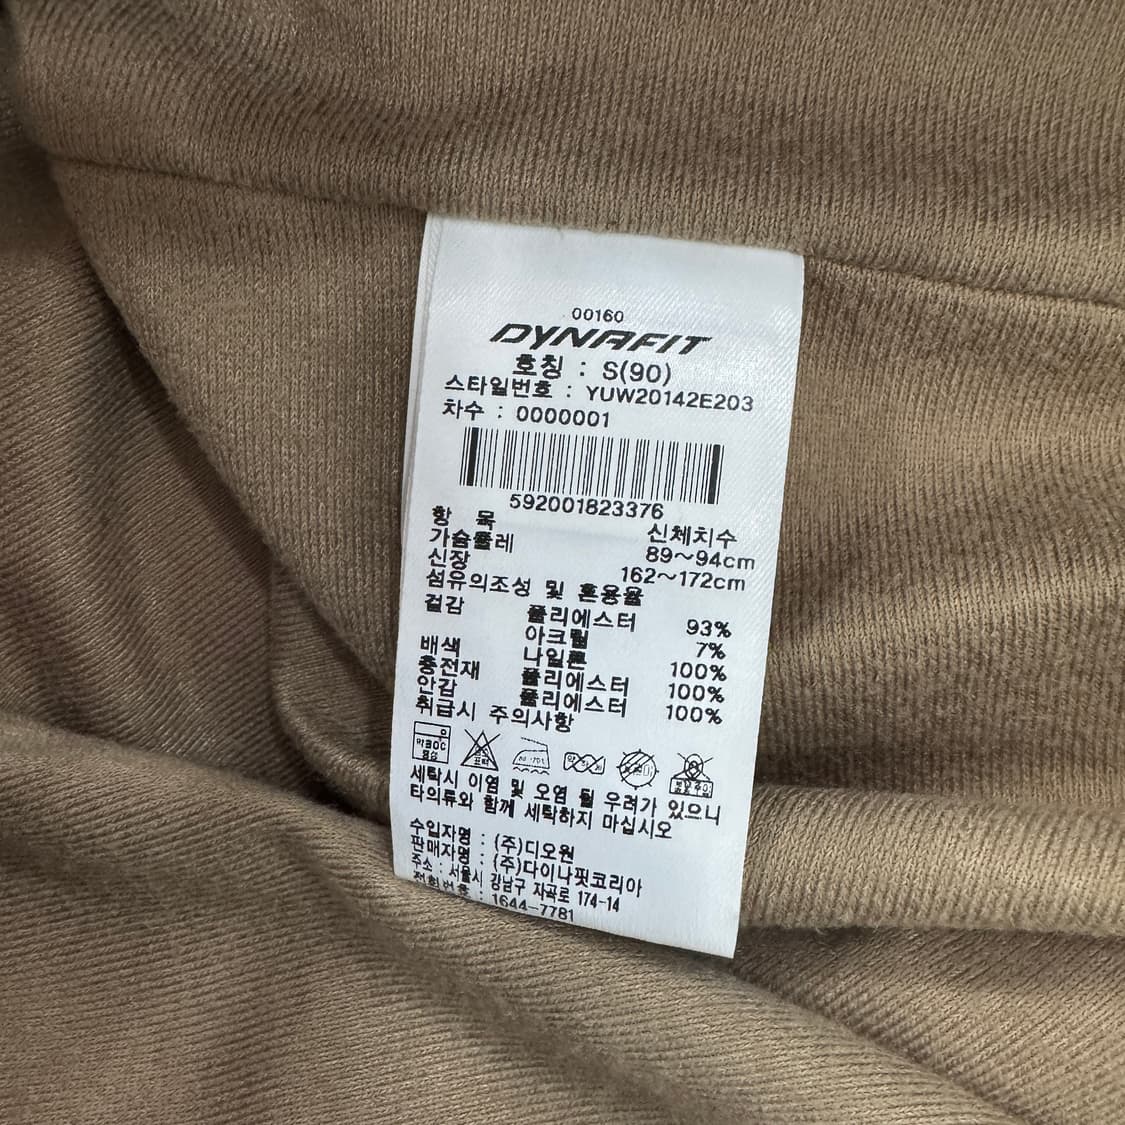 00160
DYNAFIT
호칭 : S(90)
스타일번호 : YUW20142E203
차수 : 0000001
592001823376
항 목 신체치수
가슴둘레 89~94cm
신장 162~172cm
섬유의조성 및 혼용율
겉감 폴리에스터 93%
아크릴 7%
배색 나일론 100%
충전재 폴리에스터 100%
안감 폴리에스터 100%
취급시 주의사항
세탁시 이염 및 오염 될 우려가 있으니
타의류와 함께 세탁하지 마십시오
수입자명 : (주)디오원
판매자명 : (주)다이나핏코리아
주소 : 서울시 강남구 자곡로 174-14
전화번호 : 1644-7781